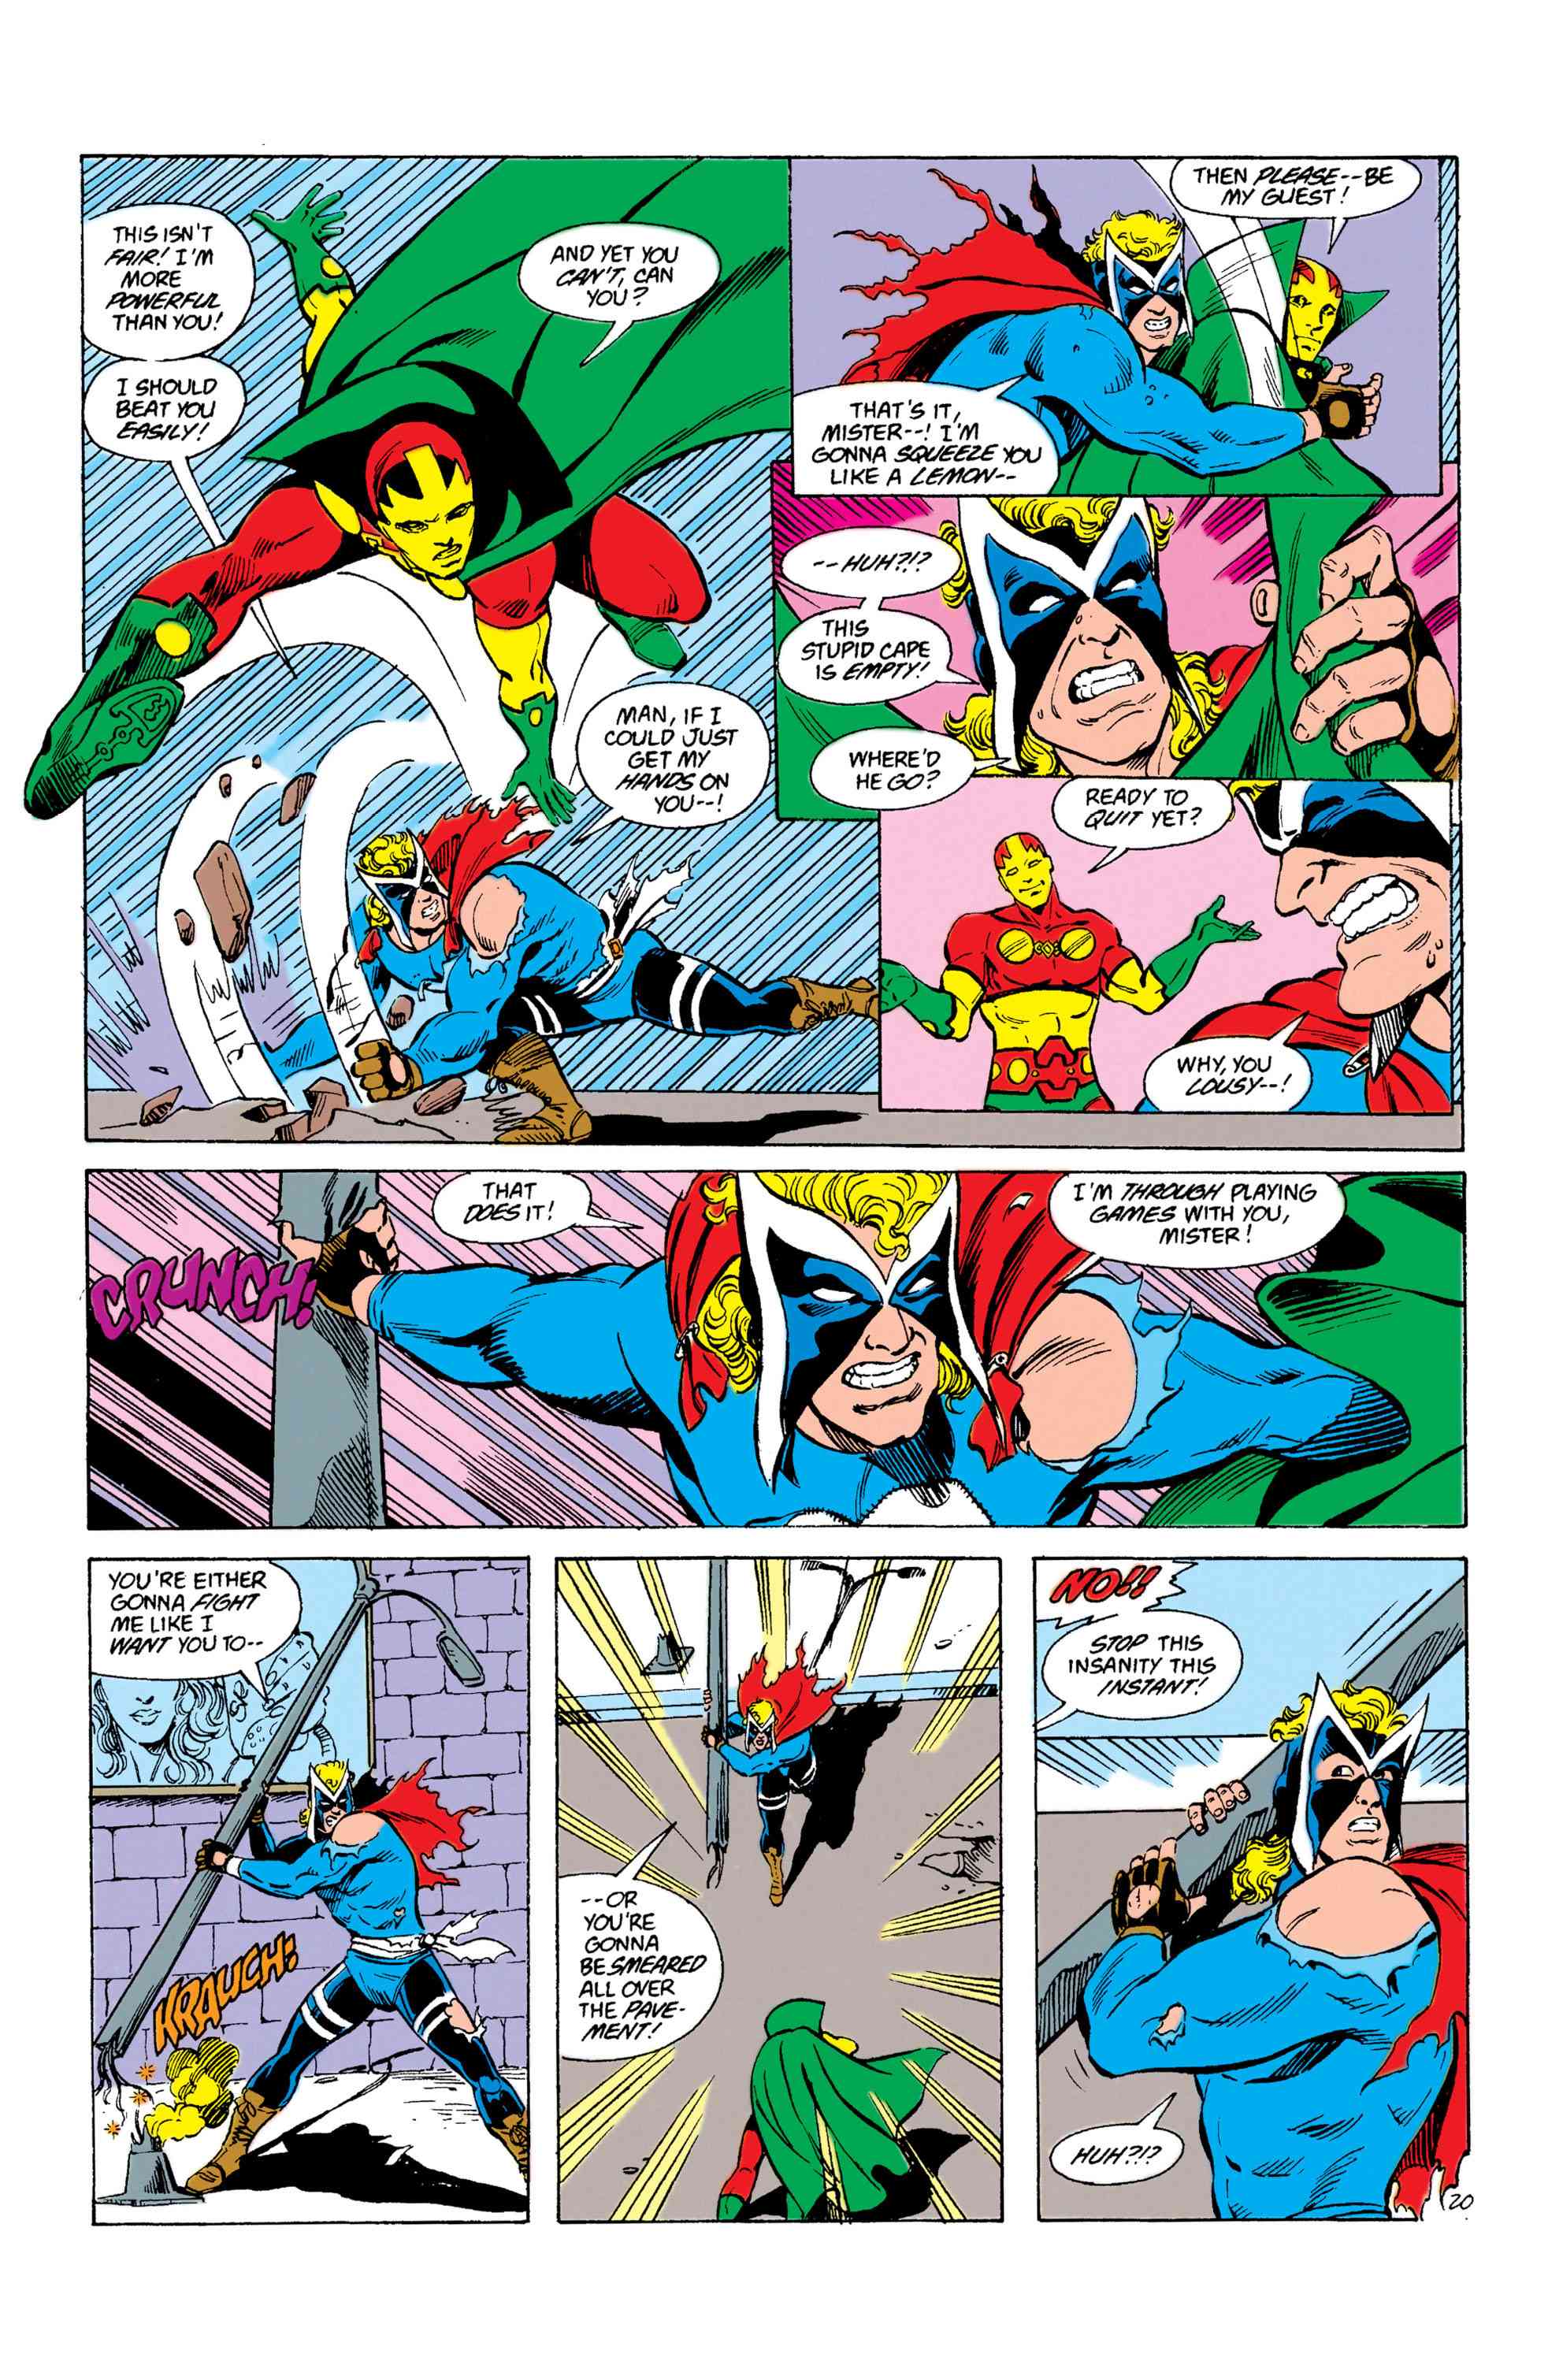 THIS ISN'T
FAIR! I'M
MORE
POWERFUL
THAN YOU!
I SHOULD
BEAT YOU
EASILY!
AND YET YOU
CAN'T, CAN
YOU?
MAN, IF I
COULD JUST
GET MY
HANDS ON
YOU--!
THEN PLEASE--BE
MY GUEST!
THAT'S IT,
MISTER--! I'M
GONNA SQUEEZE YOU
LIKE A LEMON--
--HUH?!?
THIS
STUPID CAPE
IS EMPTY!
WHERE'D
HE GO?
READY TO
QUIT YET?
WHY, YOU
LOUSY--!
CRUNCH!
THAT
DOES IT!
I'M THROUGH PLAYING
GAMES WITH YOU,
MISTER!
YOU'RE EITHER
GONNA FIGHT
ME LIKE I
WANT YOU TO--
KRAUCH!
--OR
YOU'RE
GONNA
BE SMEARED
ALL OVER
THE PAVE-
MENT!
NO!!
STOP THIS
INSANITY THIS
INSTANT!
HUH?!?
20